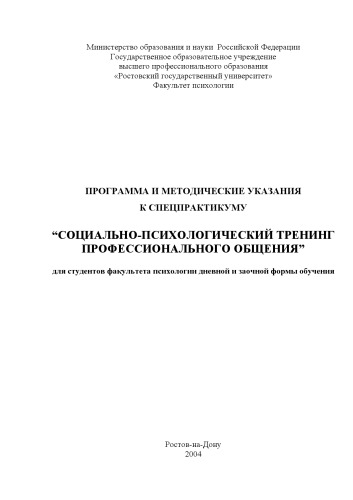 Министерство образования и науки  Российской Федерации
Государственное образовательное учреждение
высшего профессионального образования
«Ростовский государственный университет»
Факультет психологии
ПРОГРАММА И МЕТОДИЧЕСКИЕ УКАЗАНИЯ
К СПЕЦПРАКТИКУМУ
“СОЦИАЛЬНО-ПСИХОЛОГИЧЕСКИЙ ТРЕНИНГ
ПРОФЕССИОНАЛЬНОГО ОБЩЕНИЯ”
для студентов факультета психологии дневной и заочной формы обучения
Ростов-на-Дону
2004